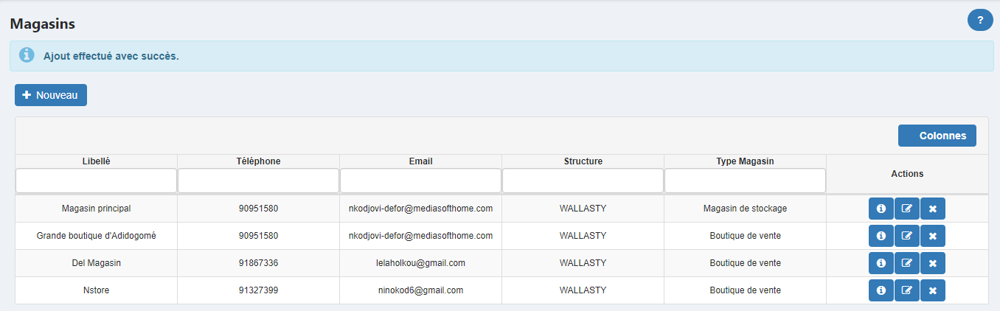 Magasins
?
Ajout effectué avec succès.
Nouveau
Colonnes
Libellé Téléphone Email Structure Type Magasin Actions
Magasin principal 90951580 nkodjovi-defor@mediasofthome.com WALLASTY Magasin de stockage
Grande boutique d'Adidogomé 90951580 nkodjovi-defor@mediasofthome.com WALLASTY Boutique de vente
Del Magasin 91867336 lelaholkou@gmail.com WALLASTY Boutique de vente
Nstore 91327399 ninokod6@gmail.com WALLASTY Boutique de vente